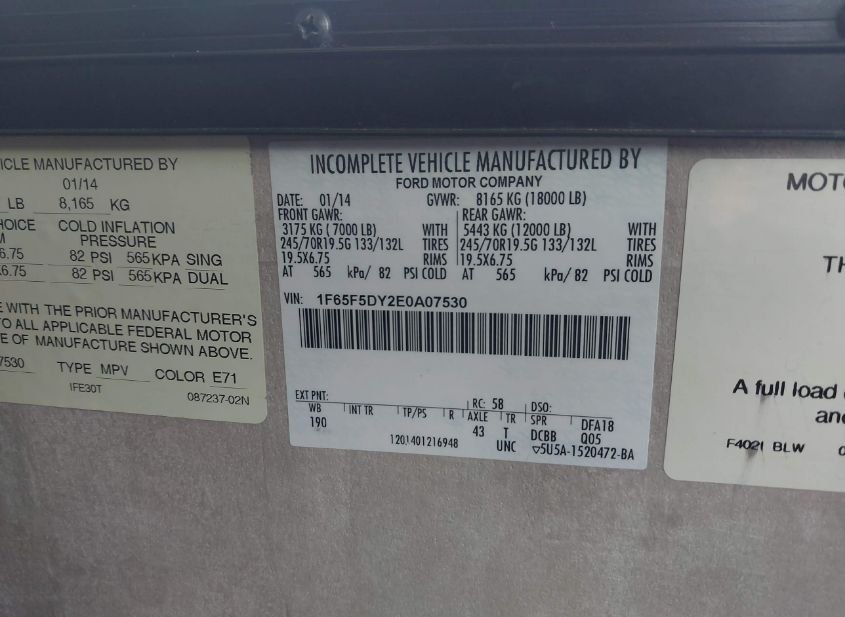 ICLE MANUFACTURED BY
01/14
LB 8,165 KG
HOICE COLD INFLATION
M PRESSURE
6.75 82 PSI 565 KPA SING
6.75 82 PSI 565 KPA DUAL
E WITH THE PRIOR MANUFACTURER'S
TO ALL APPLICABLE FEDERAL MOTOR
E OF MANUFACTURE SHOWN ABOVE.
7530 TYPE MPV COLOR E71
IFE30T 087237-02N
INCOMPLETE VEHICLE MANUFACTURED BY
FORD MOTOR COMPANY
DATE: 01/14 GVWR: 8165 KG (18000 LB)
FRONT GAWR: REAR GAWR:
3175 KG ( 7000 LB) WITH 5443 KG (12000 LB) WITH
245/70R19.5G 133/132L TIRES 245/70R19.5G 133/132L TIRES
19.5X6.75 RIMS 19.5X6.75 RIMS
AT 565 kPa/ 82 PSI COLD AT 565 kPa/ 82 PSI COLD
VIN: 1F65F5DY2E0A07530
EXT PNT: RC: 58 DSO:
WB INT TR TP/PS R AXLE TR SPR DFA18
190 43 T DCBB Q05
1201401216948 UNC ▽5U5A-1520472-BA
MOTO
TH
A full load
and
F4021 BLW 0